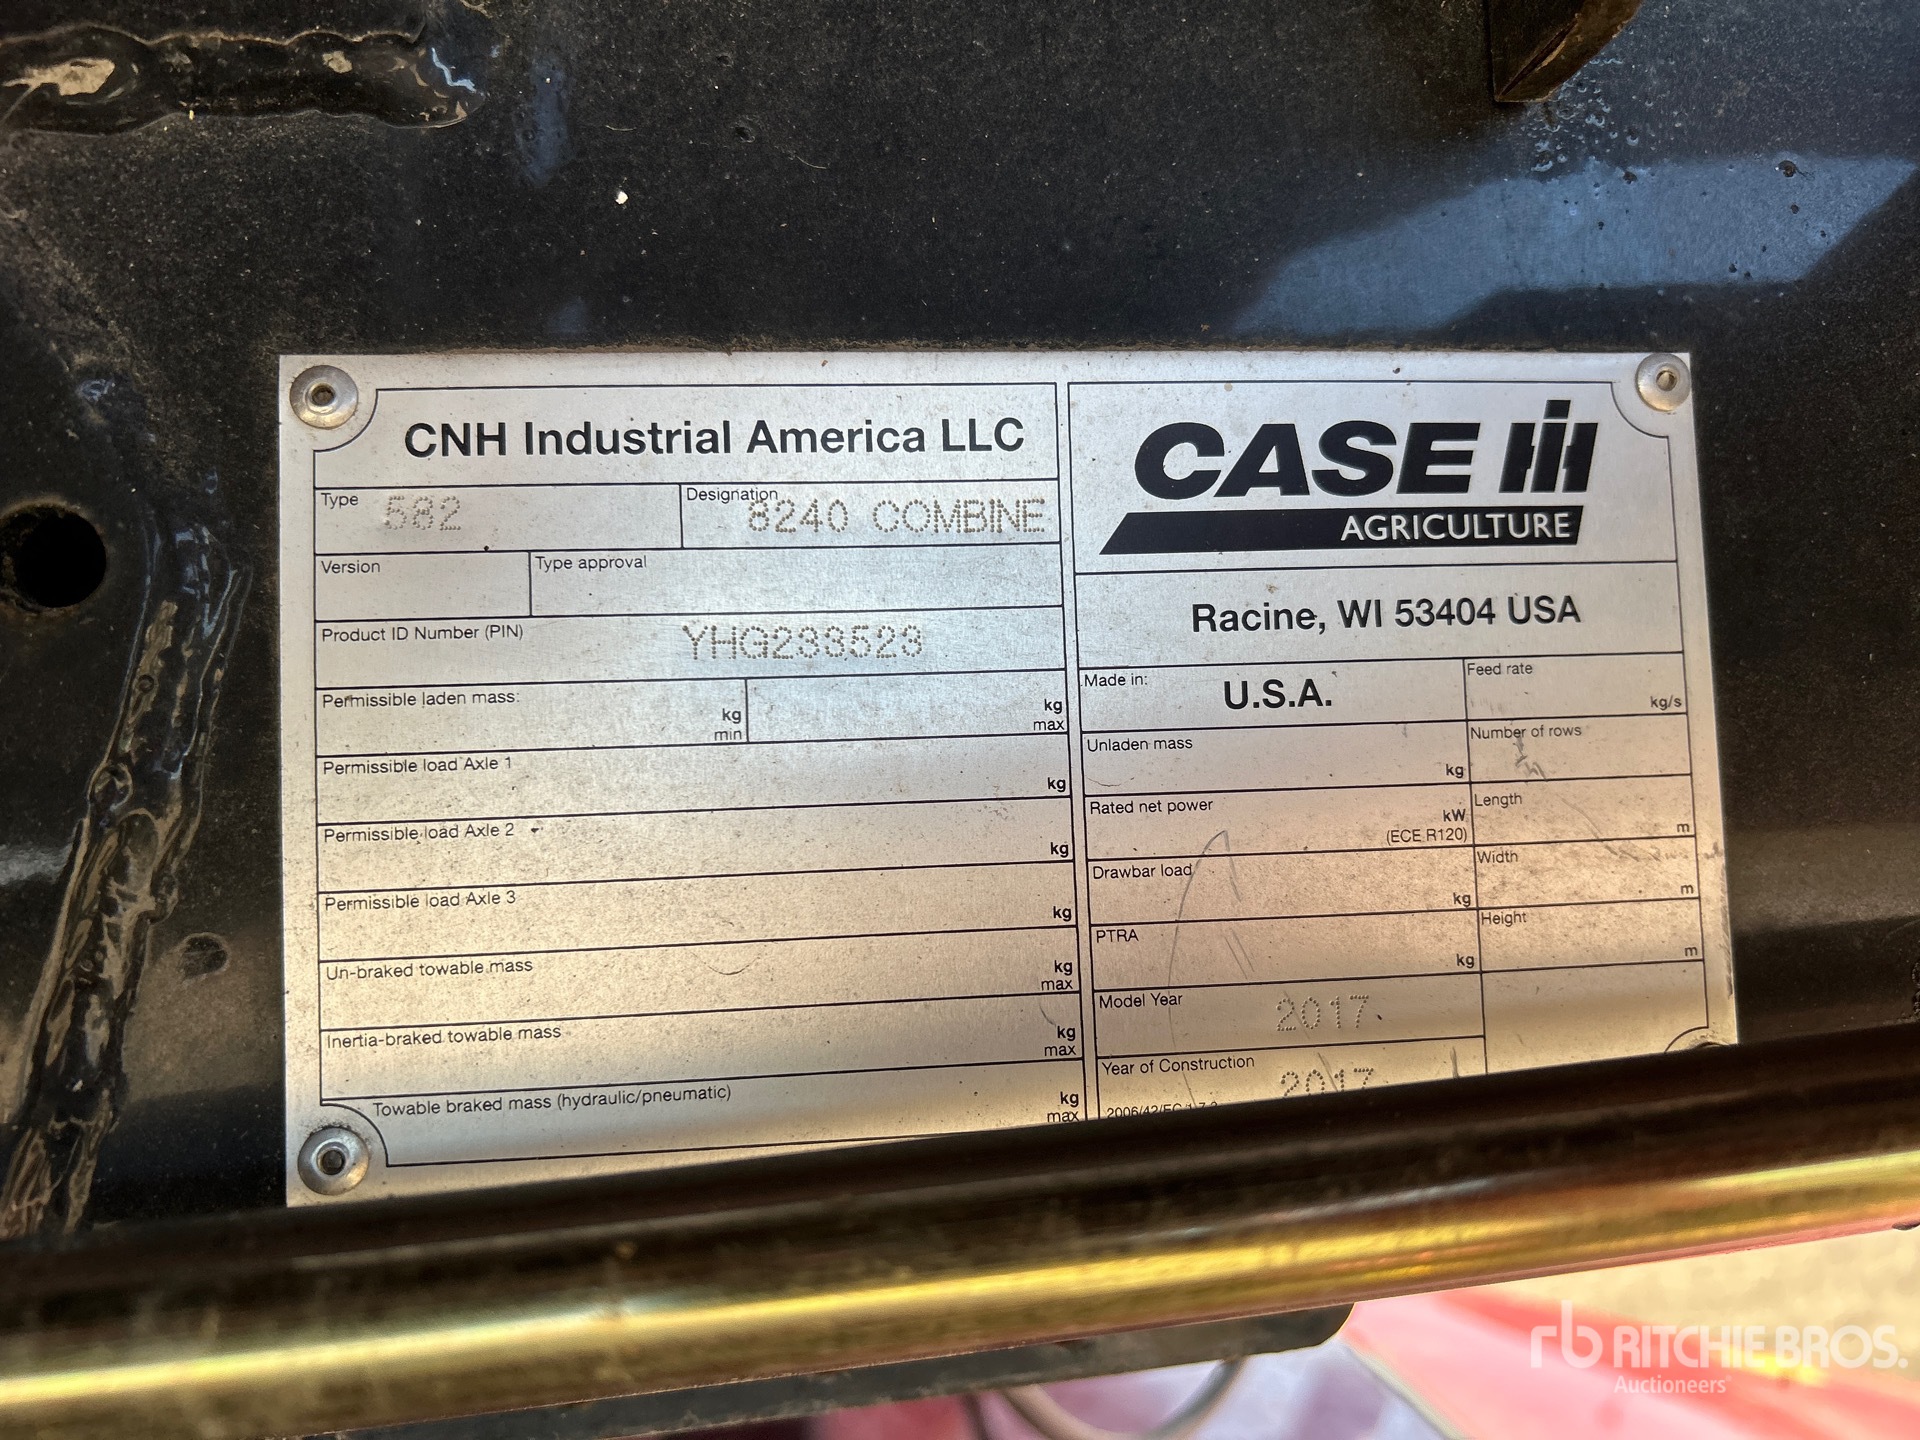 CNH Industrial America LLC
Type 582
Designation 8240 COMBINE
Version
Type approval
Product ID Number (PIN) YHG233523
Permissible laden mass: kg min kg max
Permissible load Axle 1 kg
Permissible load Axle 2 kg
Permissible load Axle 3 kg
Un-braked towable mass kg max
Inertia-braked towable mass kg max
Towable braked mass (hydraulic/pneumatic) kg max
CASE IH
AGRICULTURE
Racine, WI 53404 USA
Made in: U.S.A.
Feed rate kg/s
Unladen mass kg
Number of rows
Rated net power kW (ECE R120)
Length m
Drawbar load kg
Width m
PTRA kg
Height m
Model Year 2017
Year of Construction 2017
rb RITCHIE BROS.
Auctioneers